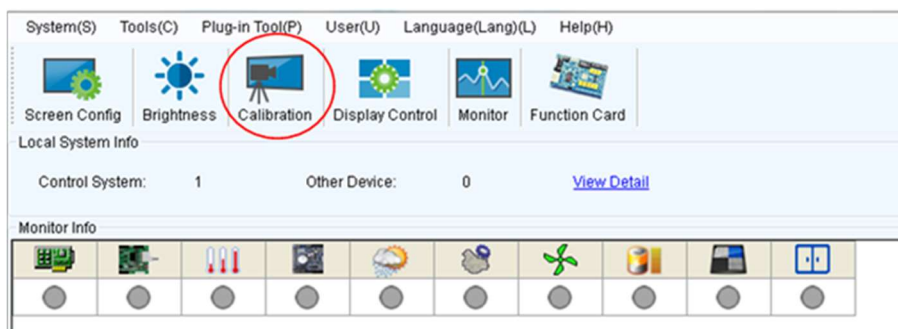 System(S) Tools(C) Plug-in Tool(P) User(U) Language(Lang)(L) Help(H)
Screen Config Brightness Calibration Display Control Monitor Function Card
Local System Info
Control System: 1 Other Device: 0 View Detail
Monitor Info